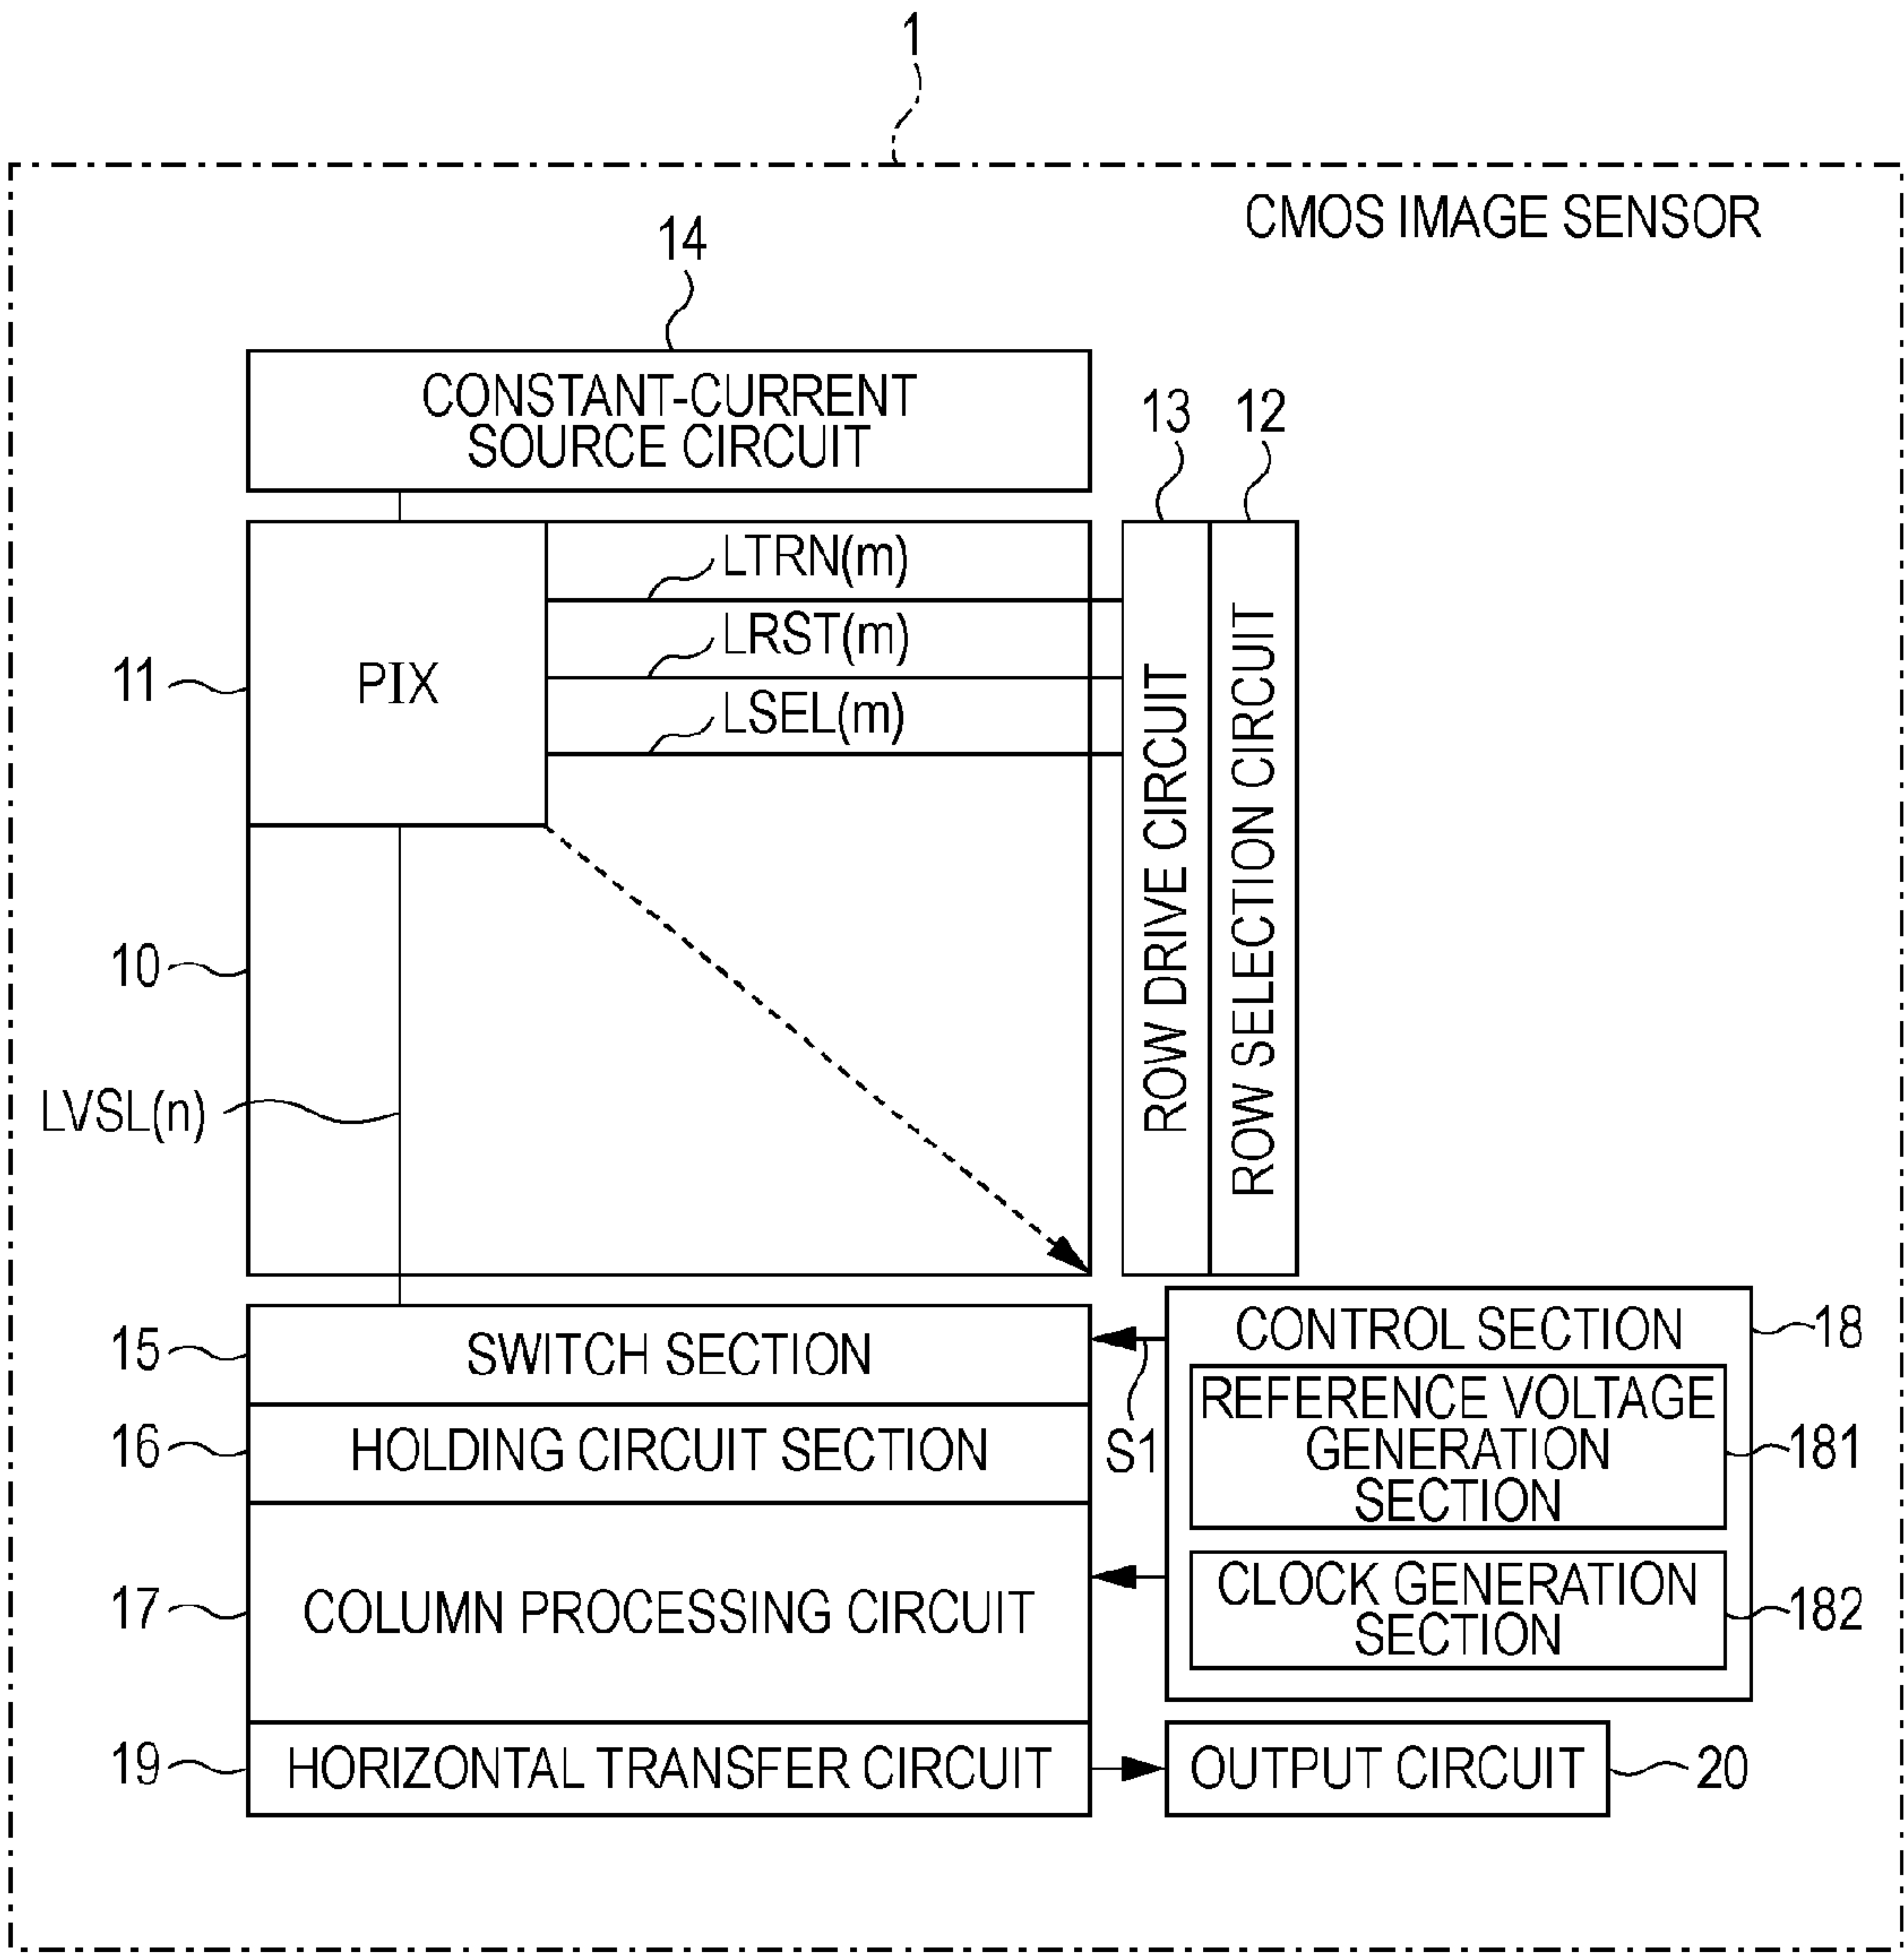 1
CMOS IMAGE SENSOR
14
CONSTANT-CURRENT
SOURCE CIRCUIT
13
12
LTRN(m)
LRST(m)
LSEL(m)
11
PIX
ROW DRIVE CIRCUIT
ROW SELECTION CIRCUIT
10
LVSL(n)
15
SWITCH SECTION
16
HOLDING CIRCUIT SECTION
17
COLUMN PROCESSING CIRCUIT
19
HORIZONTAL TRANSFER CIRCUIT
S1
CONTROL SECTION
18
REFERENCE VOLTAGE
GENERATION
SECTION
181
CLOCK GENERATION
SECTION
182
OUTPUT CIRCUIT
20